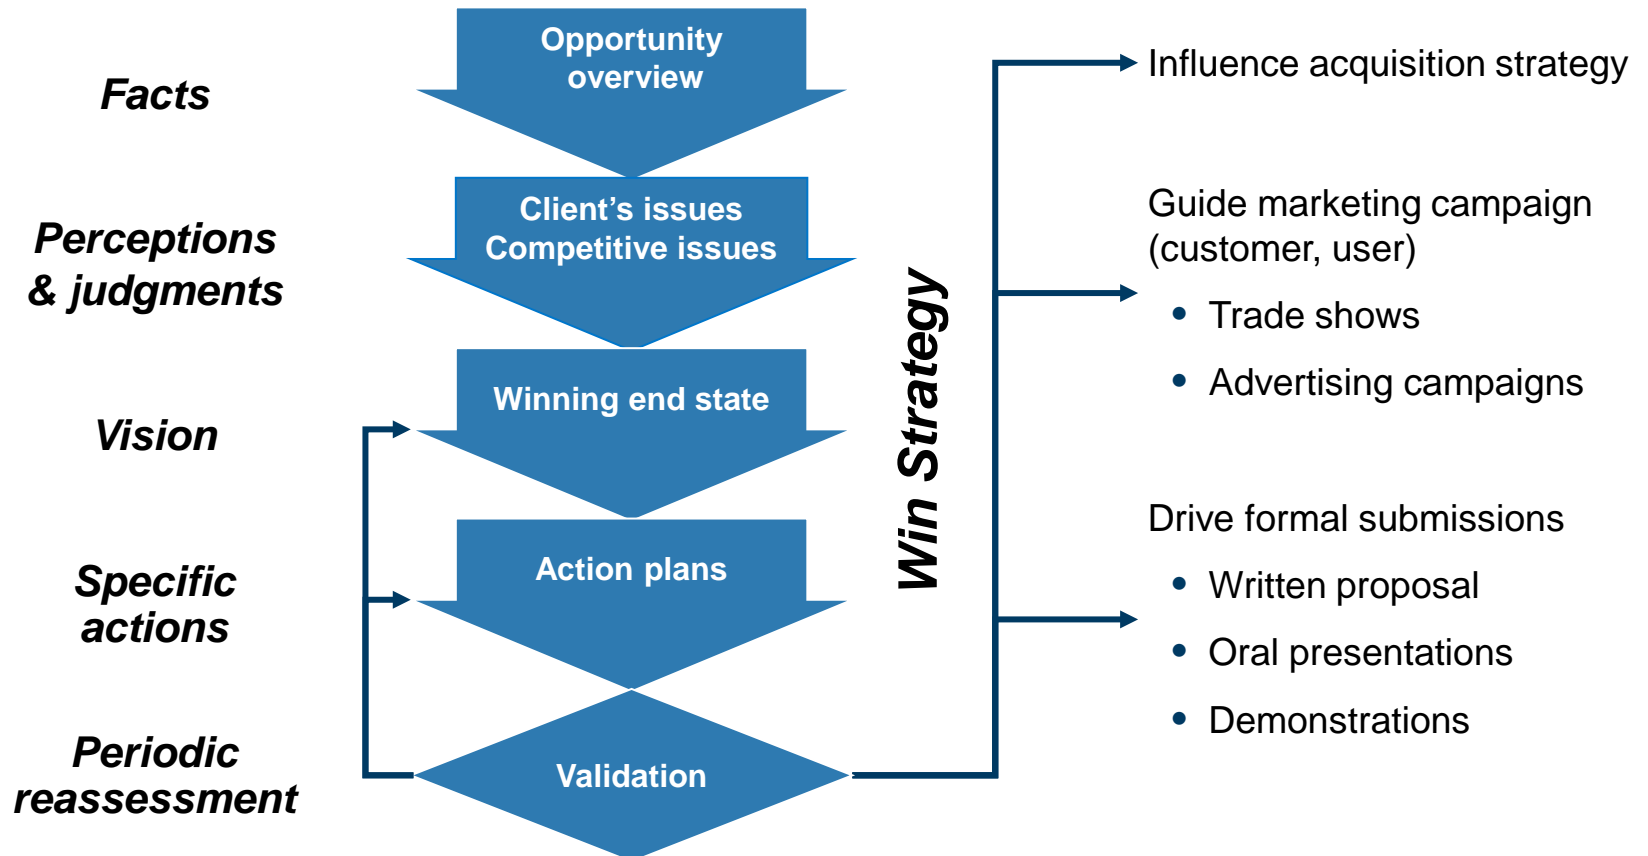 Facts
Opportunity
overview
Perceptions
& judgments
Client’s issues
Competitive issues
Vision
Winning end state
Specific
actions
Action plans
Periodic
reassessment
Validation
Win Strategy
Influence acquisition strategy
Guide marketing campaign
(customer, user)
• Trade shows
• Advertising campaigns
Drive formal submissions
• Written proposal
• Oral presentations
• Demonstrations